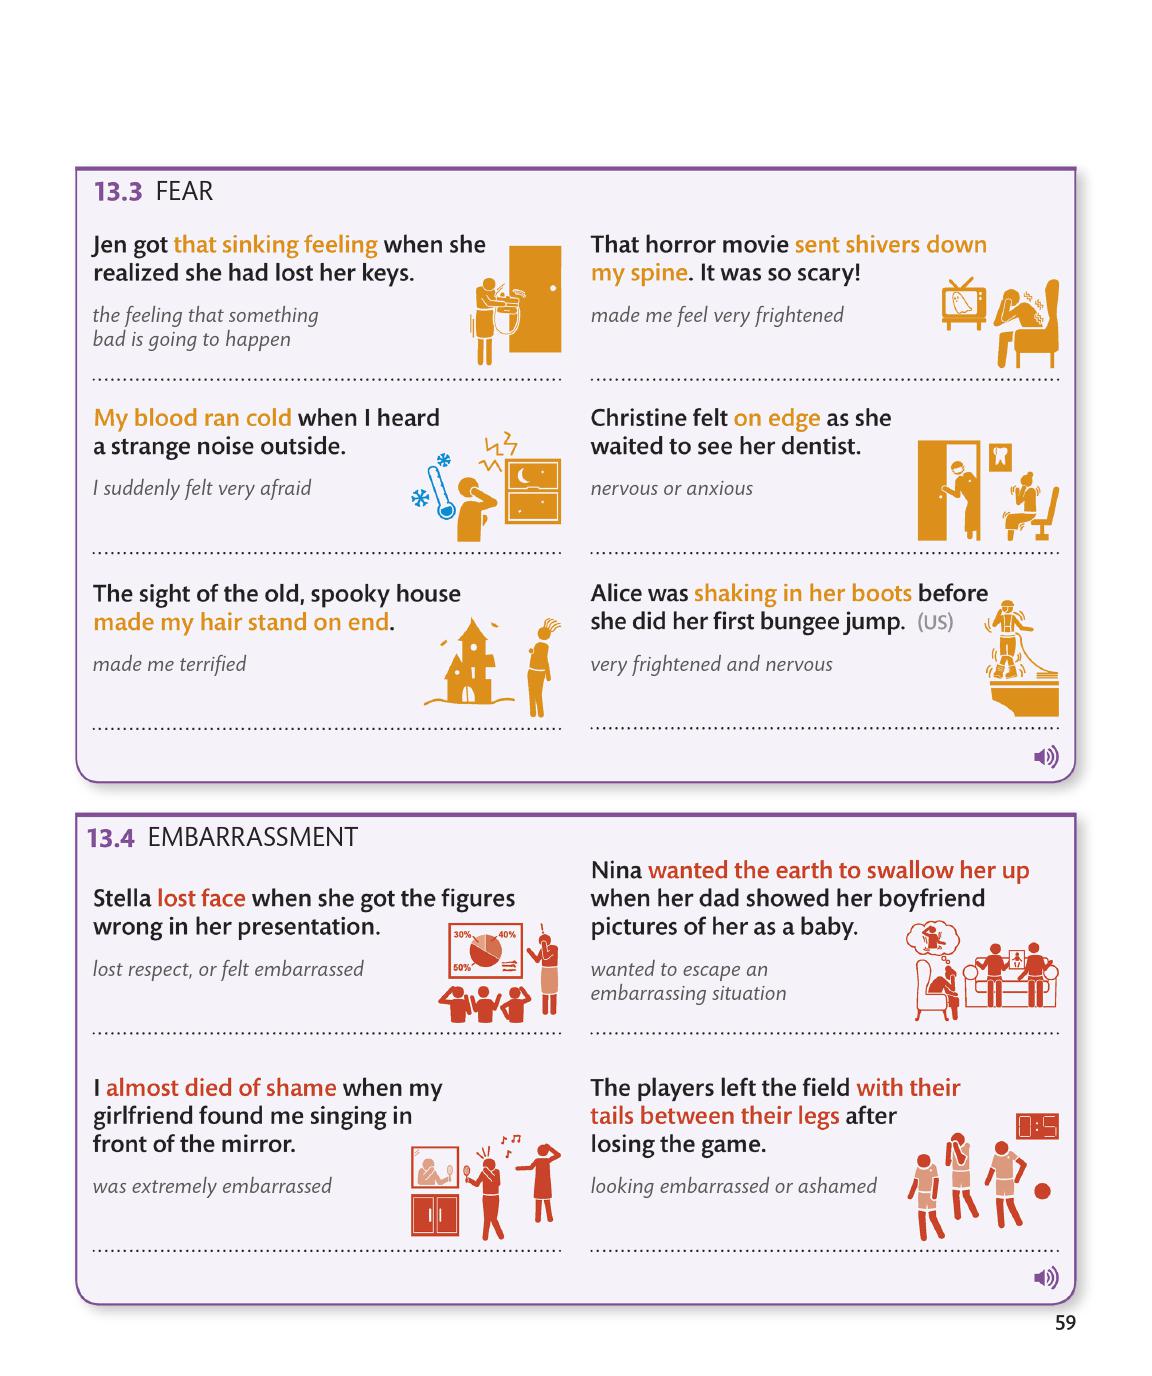 13.3 FEAR
Jen got that sinking feeling when she
realized she had lost her keys.
the feeling that something
bad is going to happen
That horror movie sent shivers down
my spine. It was so scary!
made me feel very frightened
My blood ran cold when I heard
a strange noise outside.
I suddenly felt very afraid
Christine felt on edge as she
waited to see her dentist.
nervous or anxious
The sight of the old, spooky house
made my hair stand on end.
made me terrified
Alice was shaking in her boots before
she did her first bungee jump. (US)
very frightened and nervous
13.4 EMBARRASSMENT
Stella lost face when she got the figures
wrong in her presentation.
lost respect, or felt embarrassed
30% 40%
50%
Nina wanted the earth to swallow her up
when her dad showed her boyfriend
pictures of her as a baby.
wanted to escape an
embarrassing situation
I almost died of shame when my
girlfriend found me singing in
front of the mirror.
was extremely embarrassed
The players left the field with their
tails between their legs after
losing the game.
looking embarrassed or ashamed
0:5
59